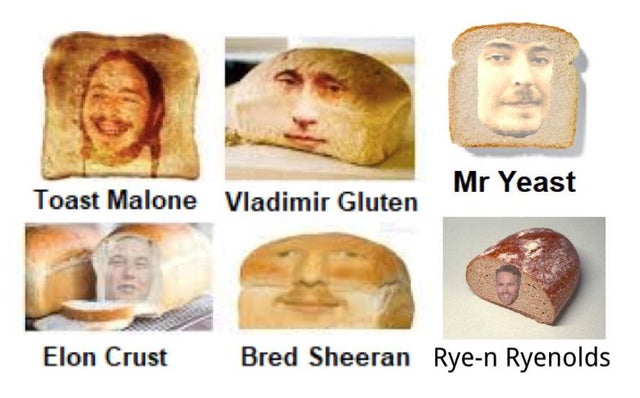 Toast Malone
Vladimir Gluten
Mr Yeast
Elon Crust
Bred Sheeran
Rye-n Ryenolds